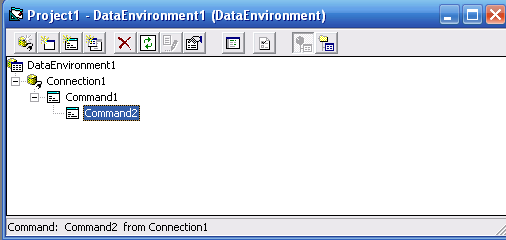 Project1 - DataEnvironment1 (DataEnvironment)
DataEnvironment1
Connection1
Command1
Command2
Command: Command2 from Connection1